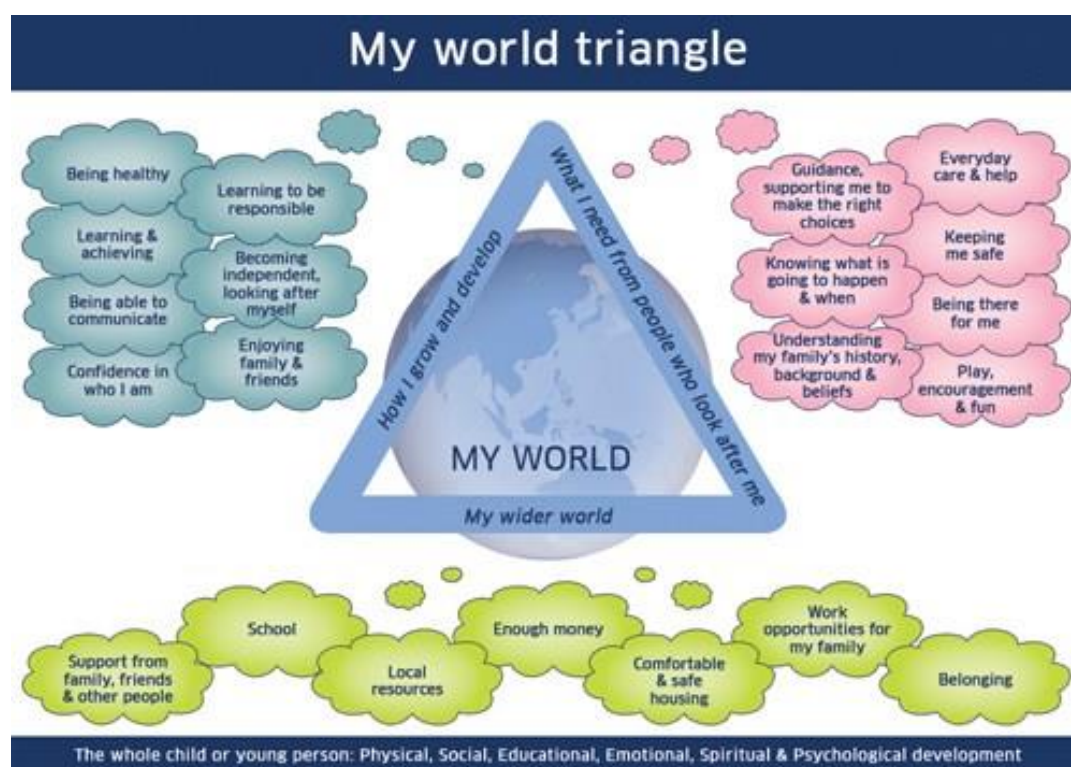 My world triangle
Being healthy
Learning to be
responsible
Learning &
achieving
Becoming
independent,
looking after
myself
Being able to
communicate
Enjoying
family &
friends
Confidence in
who I am
How I grow and develop
What I need from people who look after me
Guidance,
supporting me to
make the right
choices
Everyday
care & help
Keeping
me safe
Knowing what is
going to happen
& when
Being there
for me
Understanding
my family's history,
background &
beliefs
Play,
encouragement
& fun
MY WORLD
My wider world
Support from
family, friends
& other people
School
Local
resources
Enough money
Comfortable
& safe
housing
Work
opportunities for
my family
Belonging
The whole child or young person: Physical, Social, Educational, Emotional, Spiritual & Psychological development